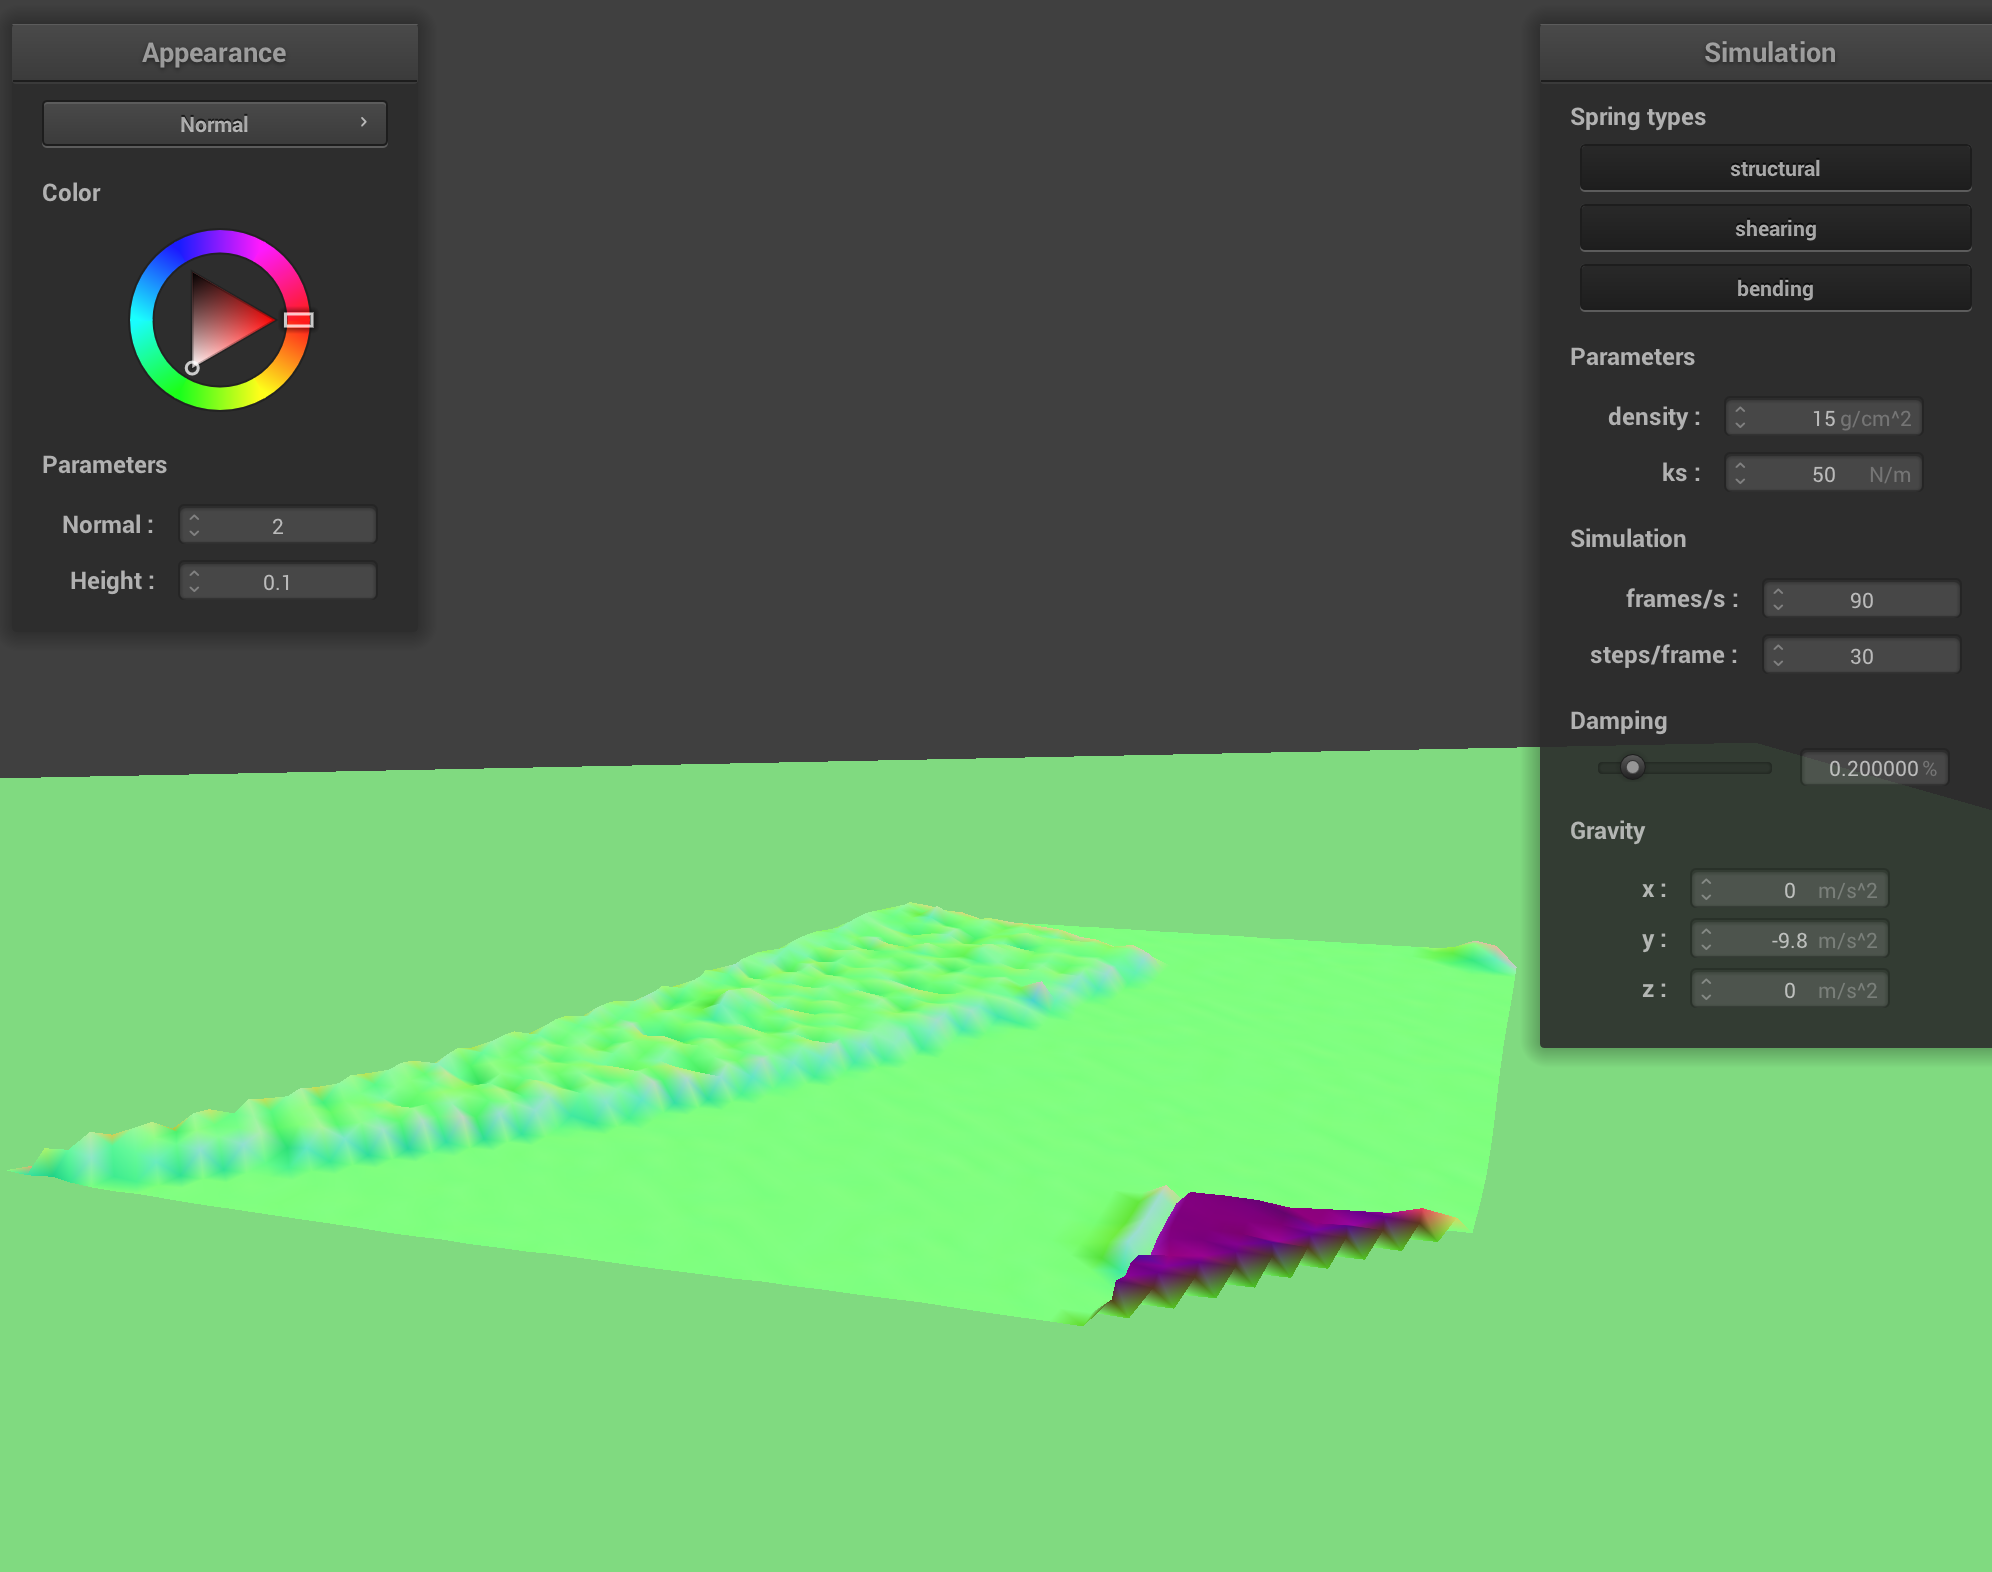 Appearance
Normal
Color
Parameters
Normal : 2
Height : 0.1
Simulation
Spring types
structural
shearing
bending
Parameters
density : 15 g/cm^2
ks : 50 N/m
Simulation
frames/s : 90
steps/frame : 30
Damping
0.200000 %
Gravity
x : 0 m/s^2
y : -9.8 m/s^2
z : 0 m/s^2